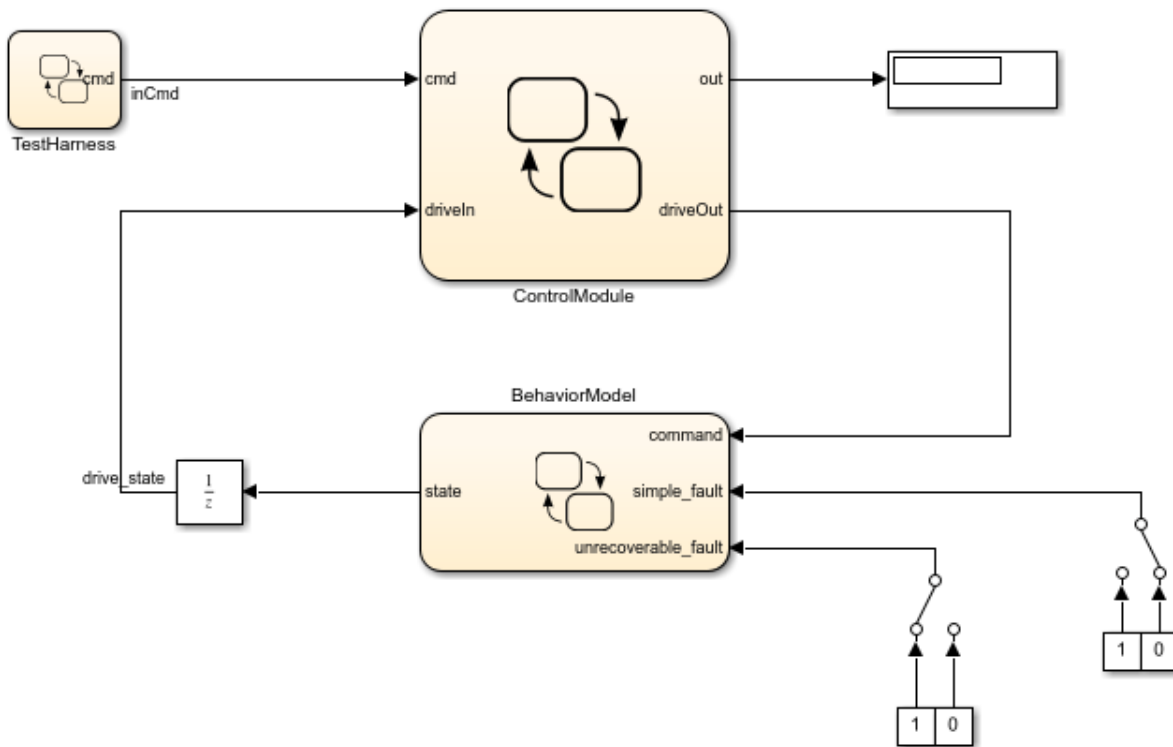 cmd
inCmd
TestHarness
cmd
out
driveIn
driveOut
ControlModule
BehaviorModel
command
drive_state
1
z
state
simple_fault
unrecoverable_fault
1 0
1 0